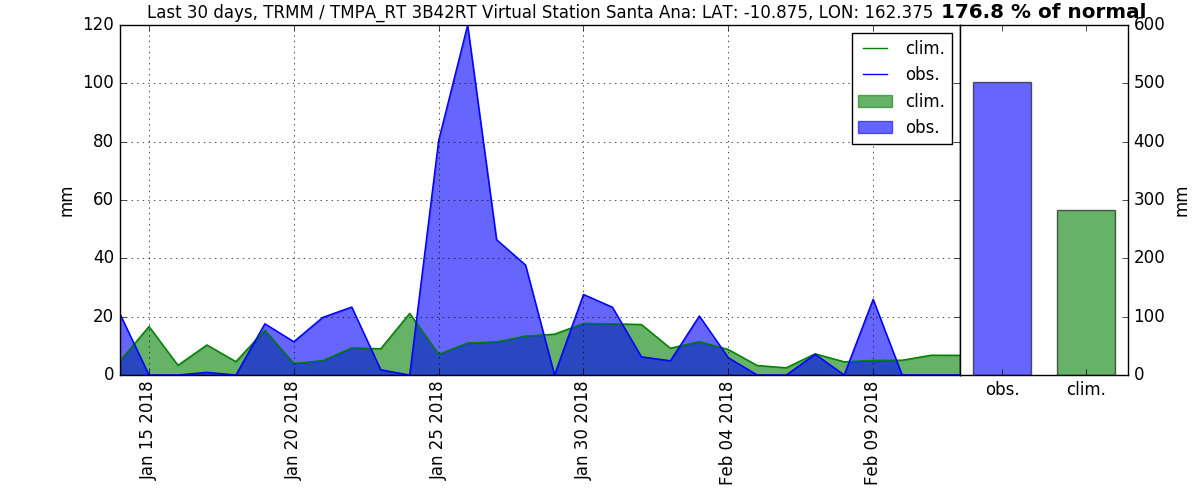 Last 30 days, TRMM / TMPA_RT 3B42RT Virtual Station Santa Ana: LAT: -10.875, LON: 162.375 176.8 % of normal
120
100
80
60
40
20
0
mm
clim.
obs.
clim.
obs.
Jan 15 2018
Jan 20 2018
Jan 25 2018
Jan 30 2018
Feb 04 2018
Feb 09 2018
600
500
400
300
200
100
0
mm
obs.
clim.